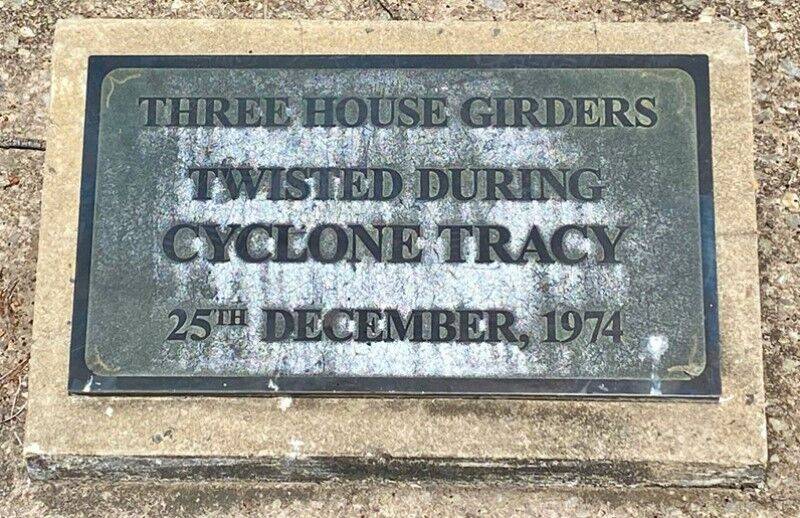 THREE HOUSE GIRDERS
TWISTED DURING
CYCLONE TRACY
25TH DECEMBER, 1974